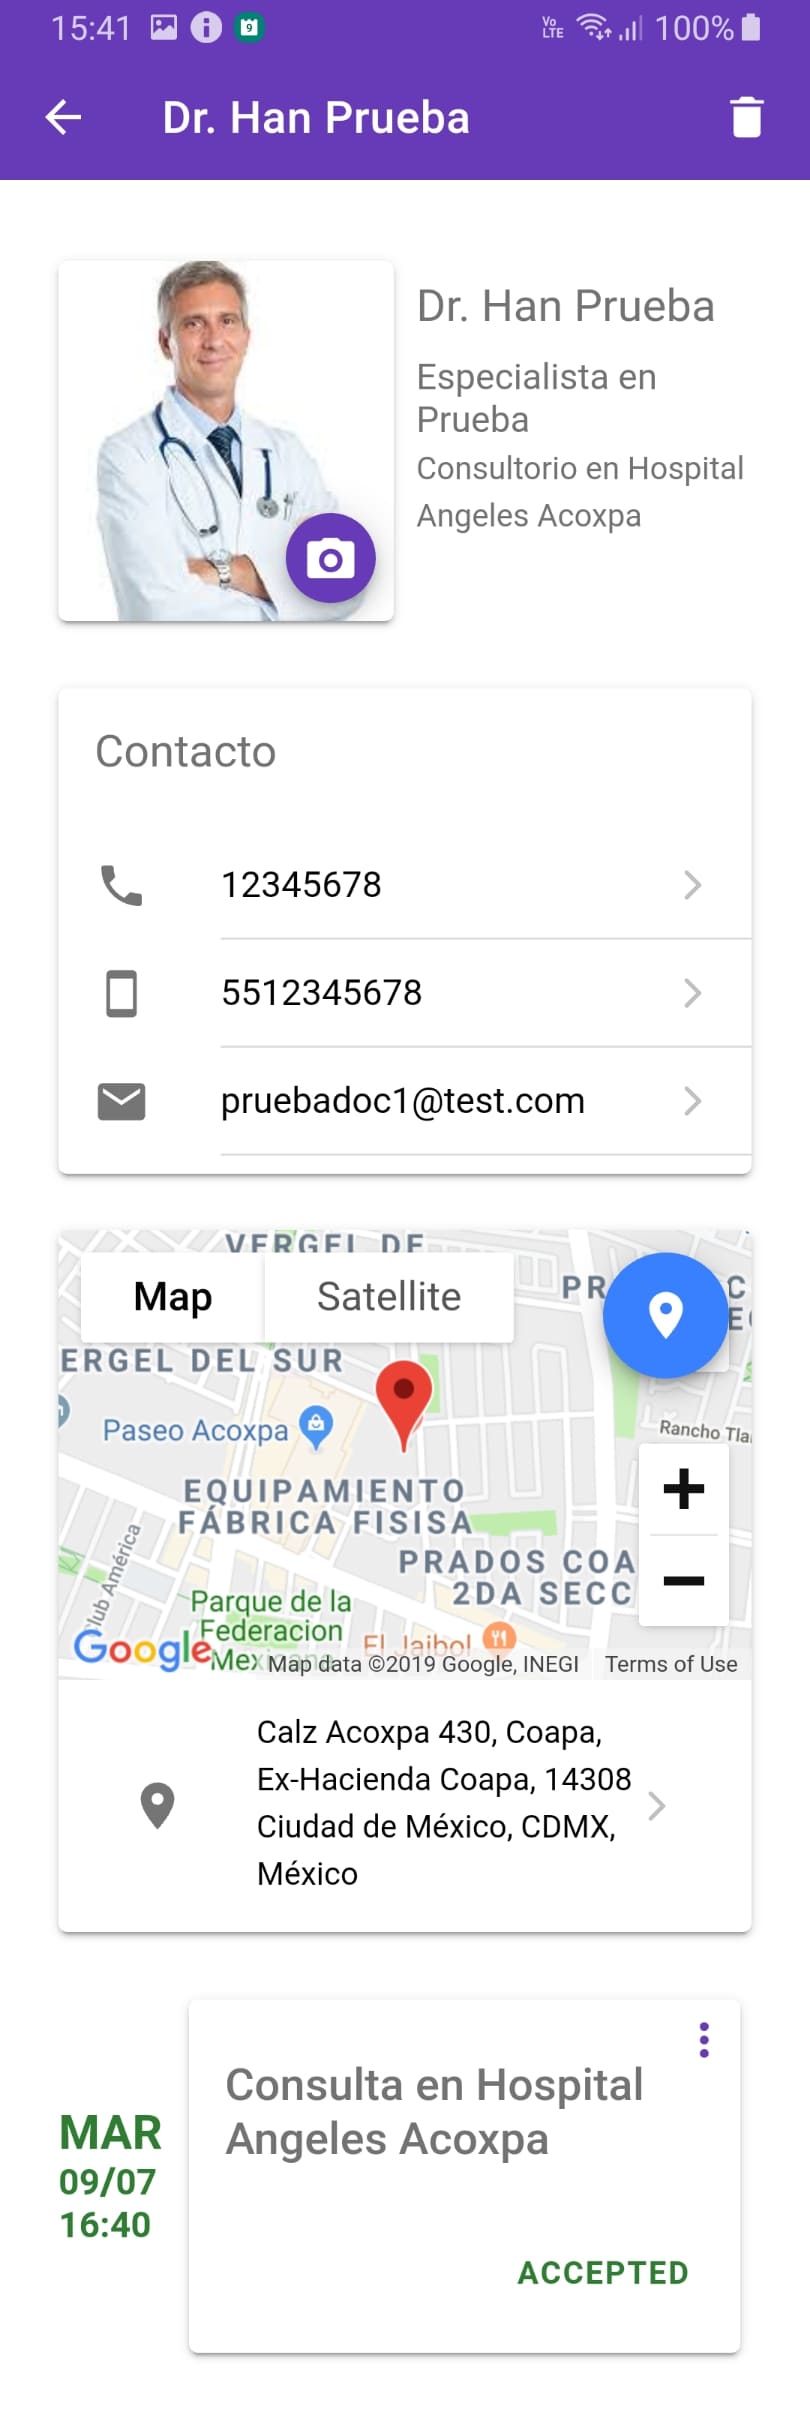 15:41
9
Vo
LTE
100%
Dr. Han Prueba
Dr. Han Prueba
Especialista en
Prueba
Consultorio en Hospital
Angeles Acoxpa
Contacto
12345678
5512345678
pruebadoc1@test.com
VERGEL DE
Map
Satellite
PR
C
ERGEL DEL SUR
Paseo Acoxpa
Rancho Tla
EQUIPAMIENTO
FÁBRICA FISISA
PRADOS COA
2DA SECC
lub América
Parque de la
Federacion
Mexicana
El Jaibol
Google
Map data ©2019 Google, INEGI
Terms of Use
+
−
Calz Acoxpa 430, Coapa,
Ex-Hacienda Coapa, 14308
Ciudad de México, CDMX,
México
MAR
09/07
16:40
Consulta en Hospital
Angeles Acoxpa
ACCEPTED